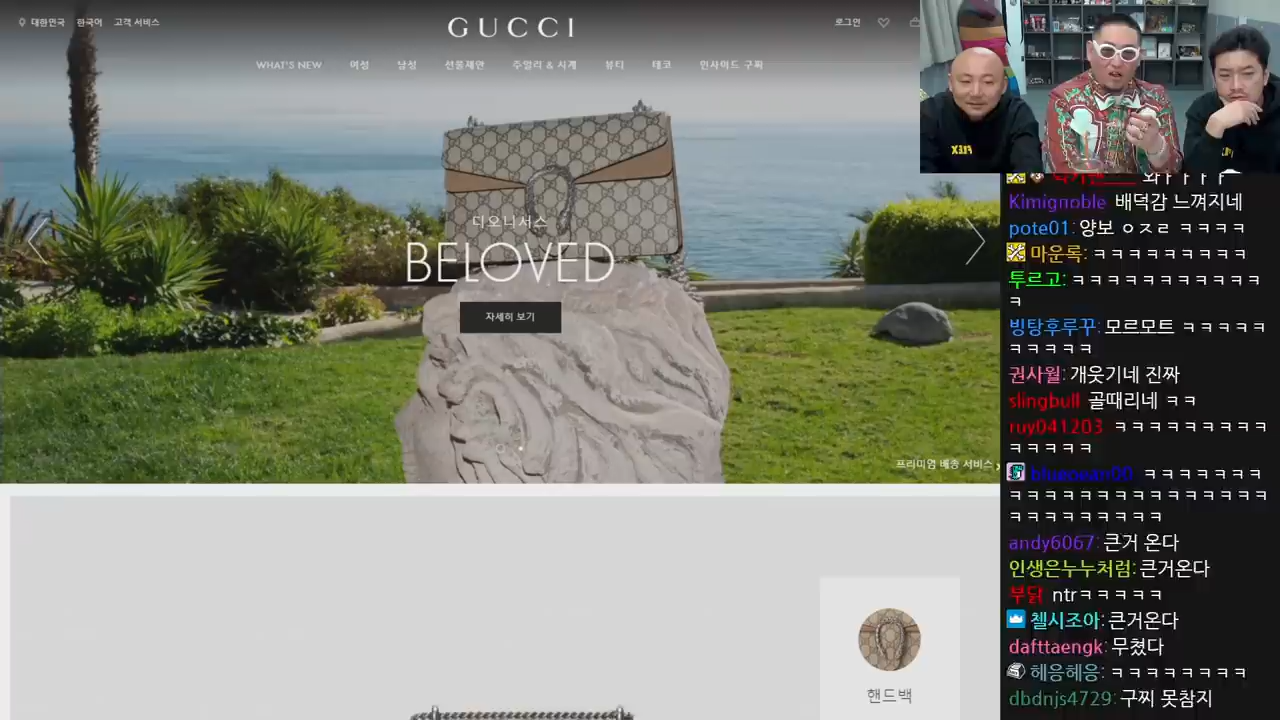 대한민국 한국어 고객 서비스
GUCCI
로그인
WHAT'S NEW 여성 남성 선물제안 주얼리 & 시계 뷰티 데코 인사이드 구찌
디오니서스
BELOVED
자세히 보기
프리미엄 배송 서비스 >
핸드백
Kimignoble 배덕감 느껴지네
pote01: 양보 ㅇㅈㄹ ㅋㅋㅋㅋ
마운록: ㅋㅋㅋㅋㅋㅋㅋㅋㅋ
투르고: ㅋㅋㅋㅋㅋㅋㅋㅋㅋㅋㅋ
ㅋ
빙탕후루꾸: 모르모트 ㅋㅋㅋㅋㅋ
ㅋㅋㅋㅋㅋ
권사월: 개웃기네 진짜
slingbull 골때리네 ㅋㅋ
ruy041203 ㅋㅋㅋㅋㅋㅋㅋㅋㅋ
ㅋㅋㅋㅋㅋ
ㅋㅋㅋㅋㅋㅋㅋ
ㅋㅋㅋㅋㅋㅋㅋㅋㅋㅋㅋㅋㅋㅋㅋ
ㅋㅋㅋㅋㅋㅋㅋㅋㅋ
andy6067: 큰거 온다
인생은누누처럼: 큰거온다
부닭 ntrㅋㅋㅋㅋㅋ
첼시조아: 큰거온다
dafttaengk: 무쳤다
헤응헤응: ㅋㅋㅋㅋㅋㅋㅋㅋ
dbdnjs4729: 구찌 못참지